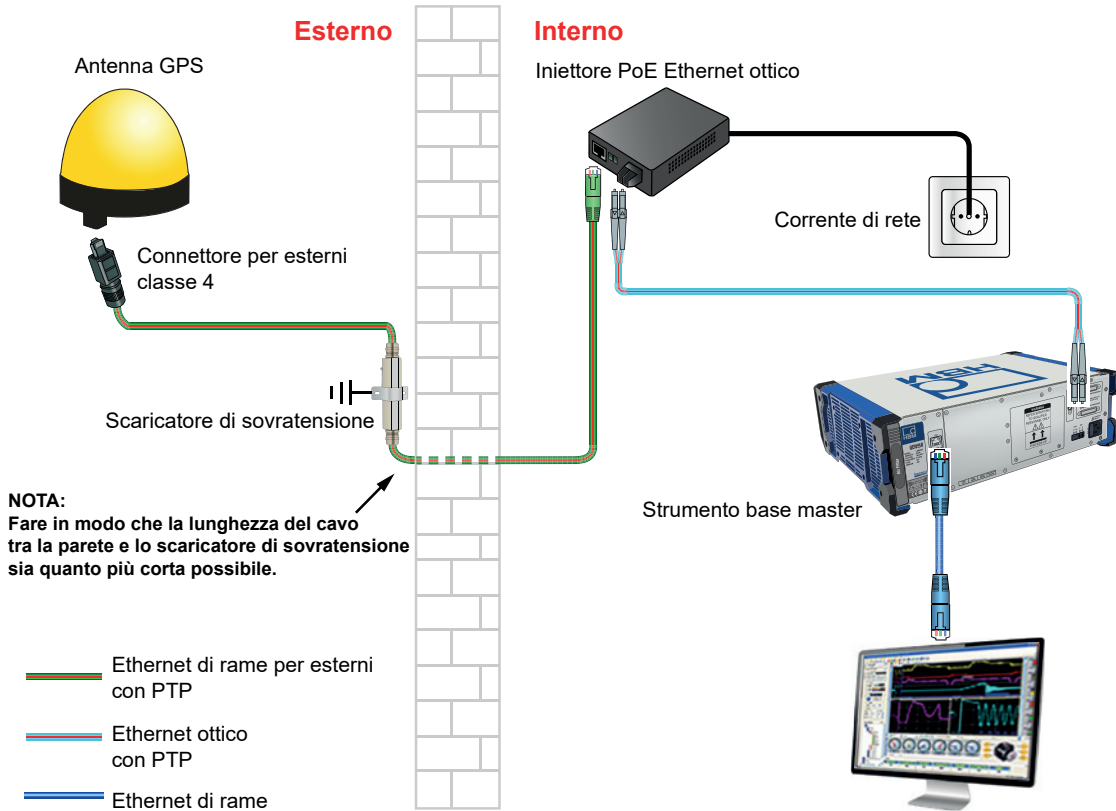 Esterno
Interno
Antenna GPS
Iniettore PoE Ethernet ottico
Connettore per esterni
classe 4
Corrente di rete
Scaricatore di sovratensione
HBM
Strumento base master
NOTA:
Fare in modo che la lunghezza del cavo
tra la parete e lo scaricatore di sovratensione
sia quanto più corta possibile.
Ethernet di rame per esterni
con PTP
Ethernet ottico
con PTP
Ethernet di rame